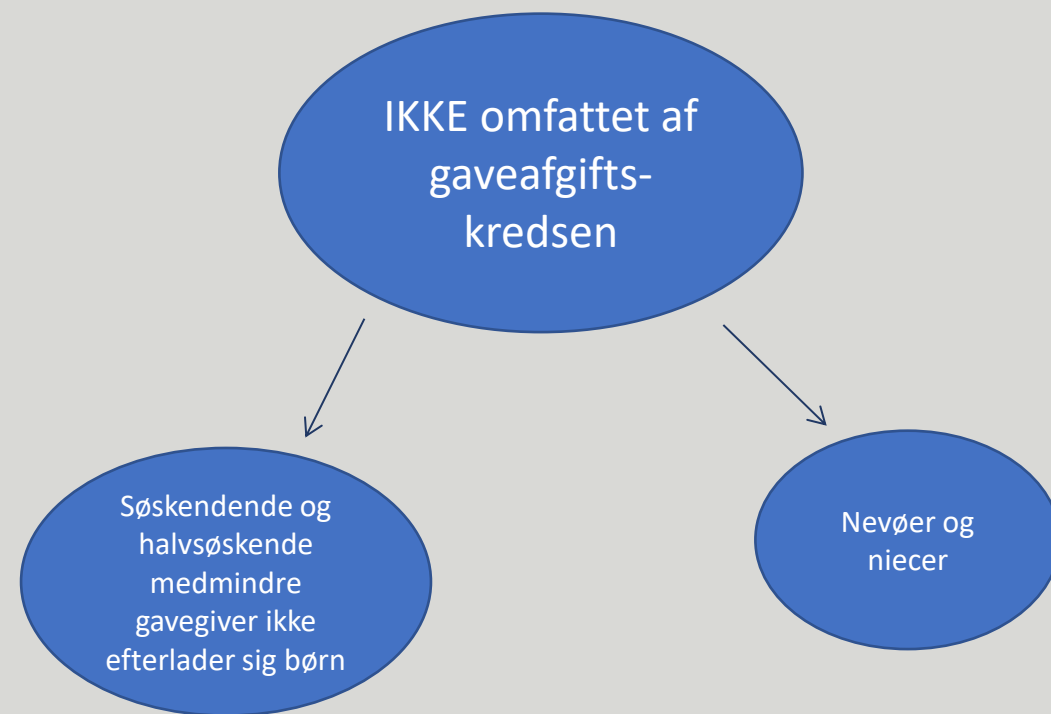 IKKE omfattet af
gaveafgifts-
kredsen
Søskendende og
halvsøskende
medmindre
gavegiver ikke
efterlader sig børn
Nevøer og
niecer